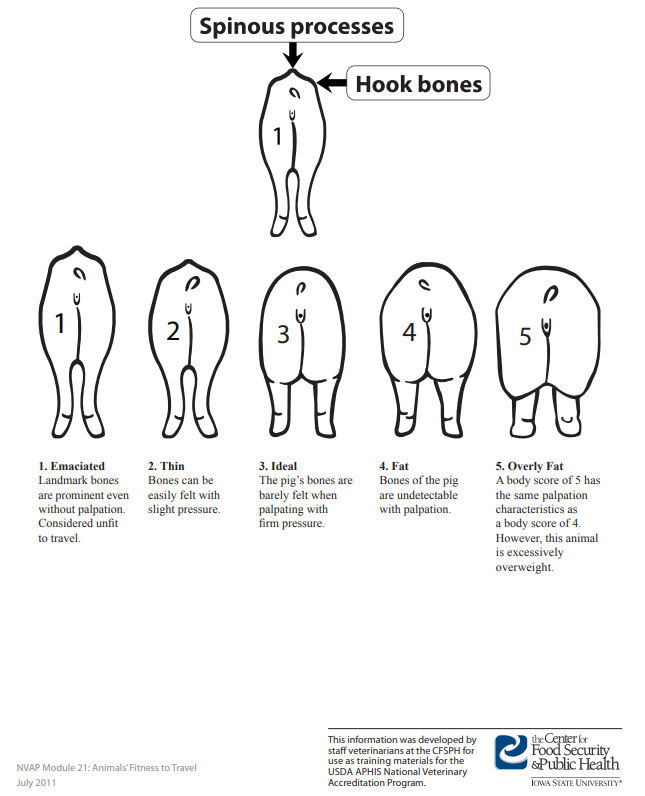 Spinous processes
Hook bones
1
1
2
3
4
5
1. Emaciated
Landmark bones
are prominent even
without palpation.
Considered unfit
to travel.
2. Thin
Bones can be
easily felt with
slight pressure.
3. Ideal
The pig's bones are
barely felt when
palpating with
firm pressure.
4. Fat
Bones of the pig
are undetectable
with palpation.
5. Overly Fat
A body score of 5 has
the same palpation
characteristics as
a body score of 4.
However, this animal
is excessively
overweight.
NVAP Module 21: Animals' Fitness to Travel
July 2011
This information was developed by
staff veterinarians at the CFSPH for
use as training materials for the
USDA APHIS National Veterinary
Accreditation Program.
the Center for
Food Security
&Public Health
IOWA STATE UNIVERSITY®